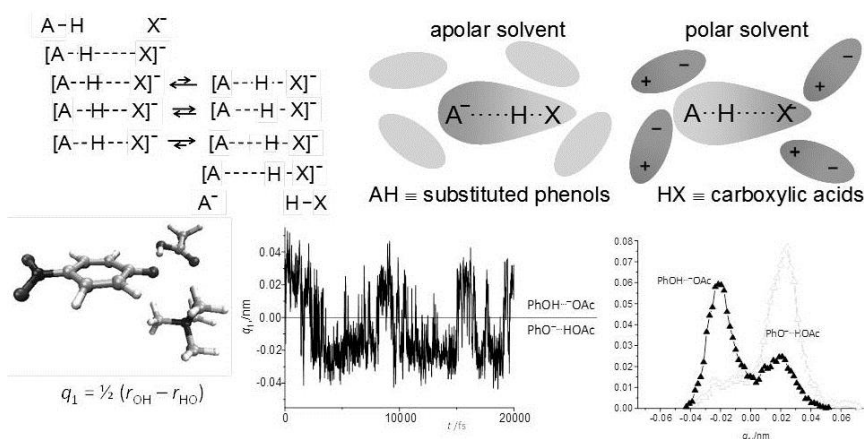 A–H X⁻
[A--H-----X]⁻
[A--H----X]⁻ ⇌ [A---H--X]⁻
[A--H---X]⁻ ⇌ [A---H--X]⁻
[A--H----X]⁻ ⇌ [A----H--X]⁻
[A-----H--X]⁻
A⁻ H–X
apolar solvent
A⁻·····H–X
AH ≡ substituted phenols
polar solvent
+ −
− +
A··H·····X⁻
− +
+ −
HX ≡ carboxylic acids
q₁ = ½ (r_OH − r_HO)
q₁/nm
0.04
0.02
0.00
-0.02
-0.04
PhOH···⁻OAc
PhO⁻···HOAc
0 10000 20000
t /fs
0.08
0.07
0.06
0.05
0.04
0.03
0.02
0.01
0.00
PhOH···⁻OAc
PhO⁻···HOAc
-0.06 -0.04 -0.02 0.00 0.02 0.04 0.06